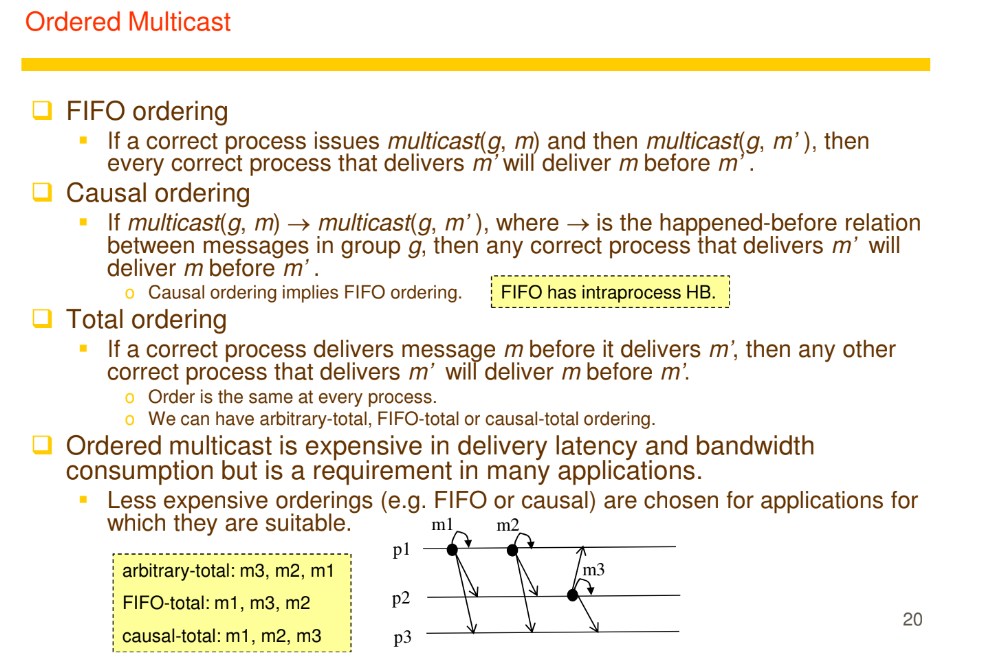 Ordered Multicast
FIFO ordering
If a correct process issues multicast(g, m) and then multicast(g, m’ ), then
every correct process that delivers m’ will deliver m before m’ .
Causal ordering
If multicast(g, m) → multicast(g, m’ ), where → is the happened-before relation
between messages in group g, then any correct process that delivers m’ will
deliver m before m’ .
o Causal ordering implies FIFO ordering.
FIFO has intraprocess HB.
Total ordering
If a correct process delivers message m before it delivers m’, then any other
correct process that delivers m’ will deliver m before m’.
o Order is the same at every process.
o We can have arbitrary-total, FIFO-total or causal-total ordering.
Ordered multicast is expensive in delivery latency and bandwidth
consumption but is a requirement in many applications.
Less expensive orderings (e.g. FIFO or causal) are chosen for applications for
which they are suitable.
arbitrary-total: m3, m2, m1
FIFO-total: m1, m3, m2
causal-total: m1, m2, m3
m1 m2
p1
m3
p2
p3
20